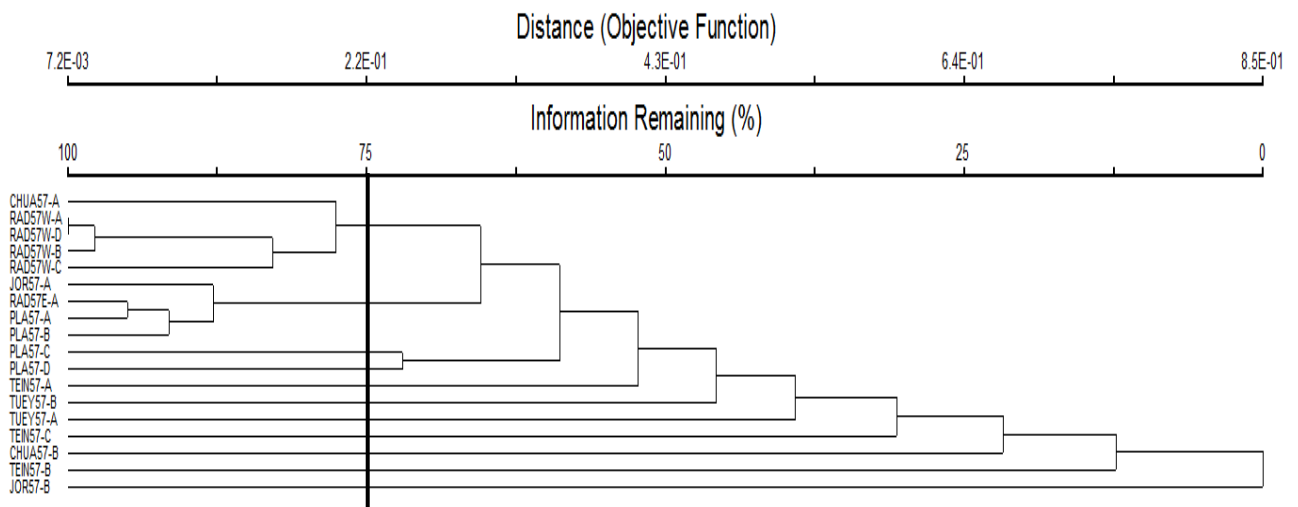 Distance (Objective Function)
7.2E-03 2.2E-01 4.3E-01 6.4E-01 8.5E-01
Information Remaining (%)
100 75 50 25 0
CHUA57-A
RAD57W-A
RAD57W-D
RAD57W-B
RAD57W-C
JOR57-A
RAD57E-A
PLA57-A
PLA57-B
PLA57-C
PLA57-D
TEIN57-A
TUEY57-B
TUEY57-A
TEIN57-C
CHUA57-B
TEIN57-B
JOR57-B